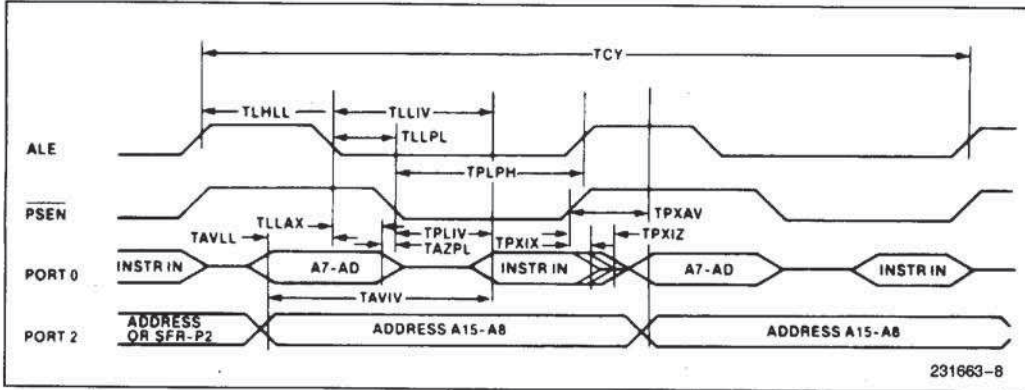 TCY
TLHLL
TLLIV
TLLPL
ALE
TPLPH
PSEN
TLLAX
TPLIV
TPXAV
TAVLL
TAZPL
TPXIX
TPXIZ
PORT 0
INSTR IN
A7-AD
INSTR IN
A7-AD
INSTR IN
TAVIV
PORT 2
ADDRESS
OR SFR-P2
ADDRESS A15-A8
ADDRESS A15-A8
231663-8